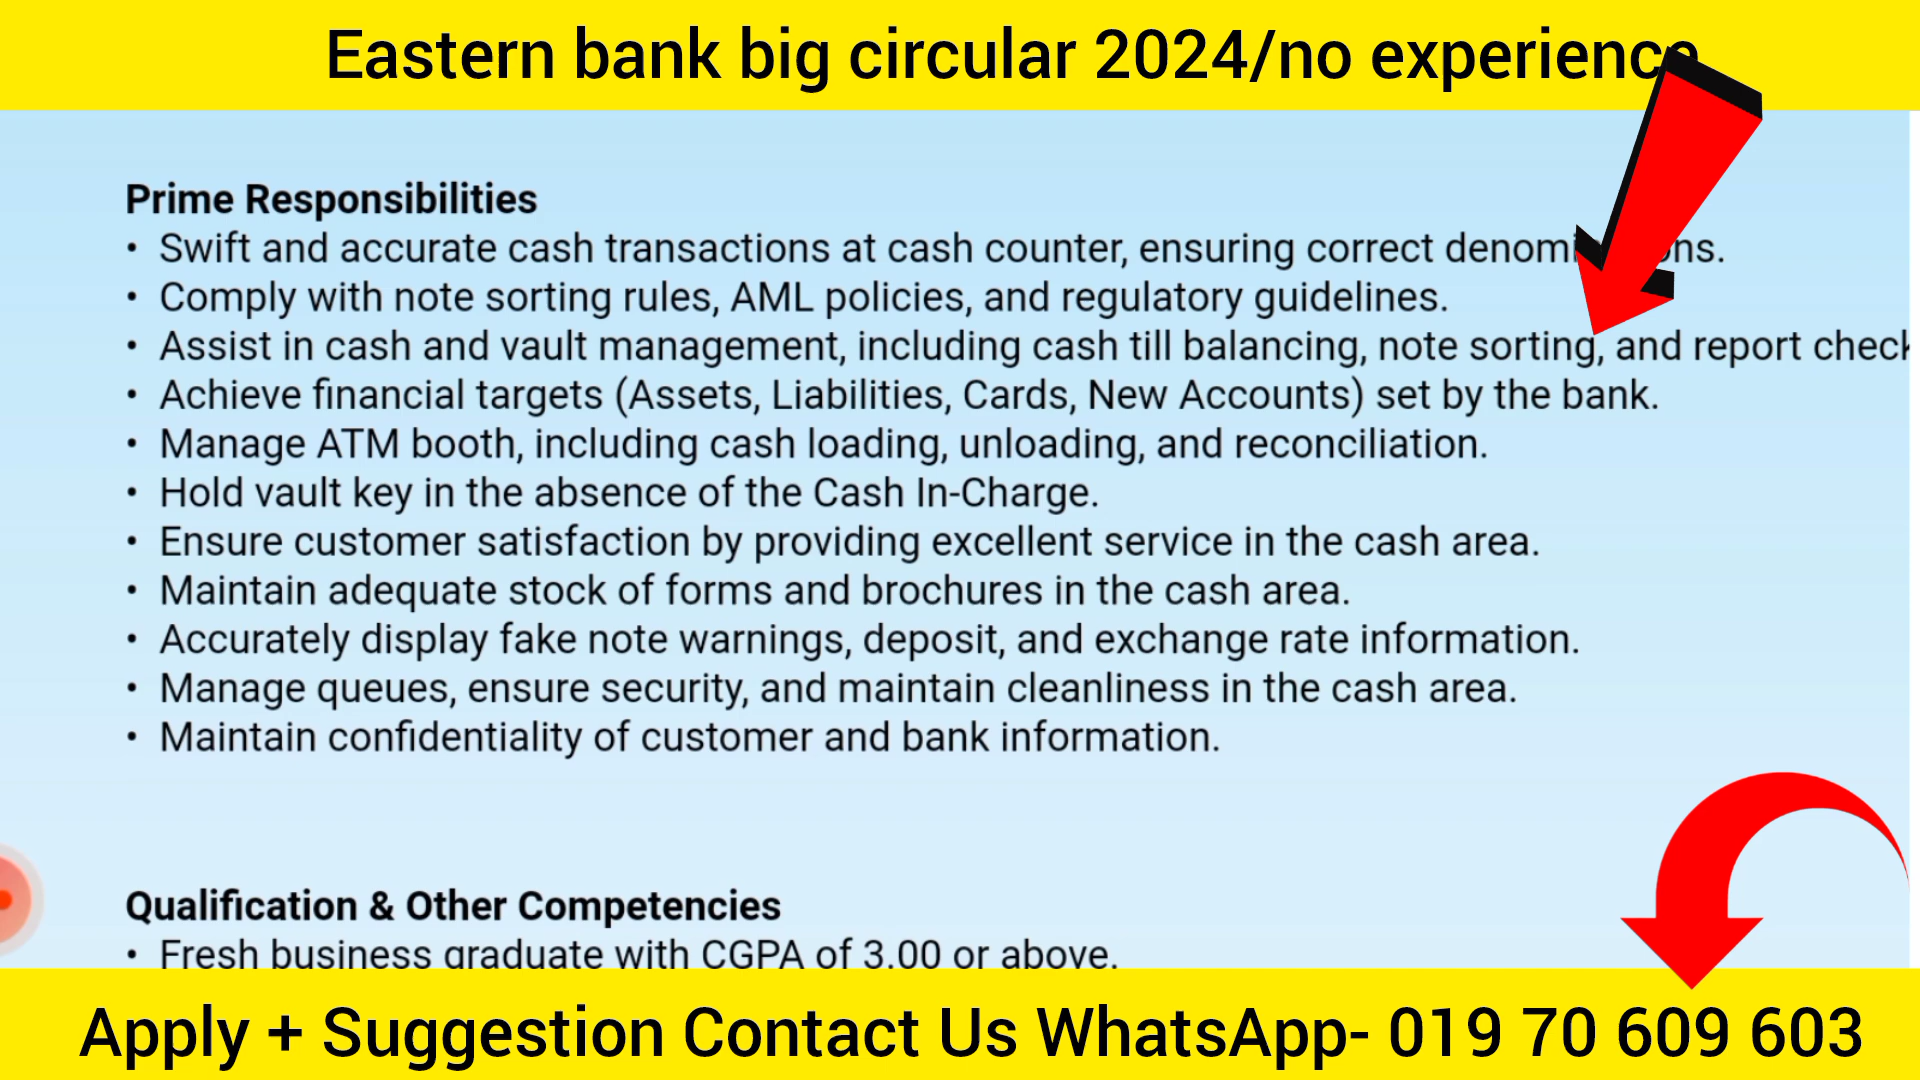 Eastern bank big circular 2024/no experience
Prime Responsibilities
• Swift and accurate cash transactions at cash counter, ensuring correct
• Comply with note sorting rules, AML policies, and regulatory guidelines.
• Assist in cash and vault management, including cash till balancing, note sorting, and report check
• Achieve financial targets (Assets, Liabilities, Cards, New Accounts) set by the bank.
• Manage ATM booth, including cash loading, unloading, and reconciliation.
• Hold vault key in the absence of the Cash In-Charge.
• Ensure customer satisfaction by providing excellent service in the cash area.
• Maintain adequate stock of forms and brochures in the cash area.
• Accurately display fake note warnings, deposit, and exchange rate information.
• Manage queues, ensure security, and maintain cleanliness in the cash area.
• Maintain confidentiality of customer and bank information.
Qualification & Other Competencies
• Fresh business graduate with CGPA of 3.00 or above.
Apply + Suggestion Contact Us WhatsApp- 019 70 609 603